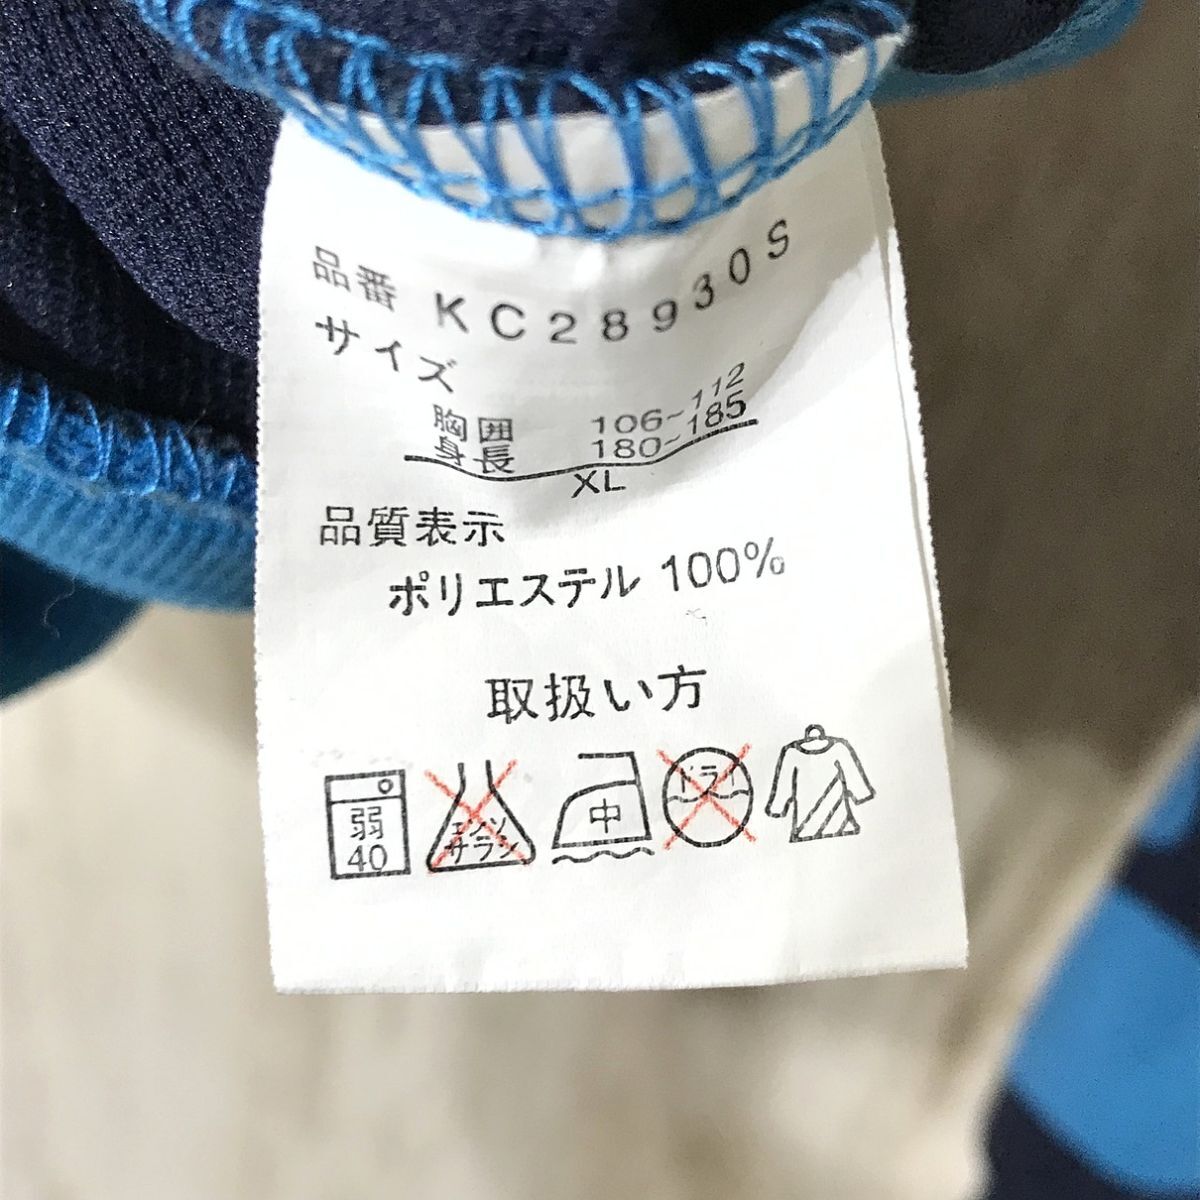 品番 KC28930S
サイズ
胸囲 106~112
身長 180~185
XL
品質表示
ポリエステル 100%
取扱い方
弱
40
エンソ
サラシ
中
ドライ